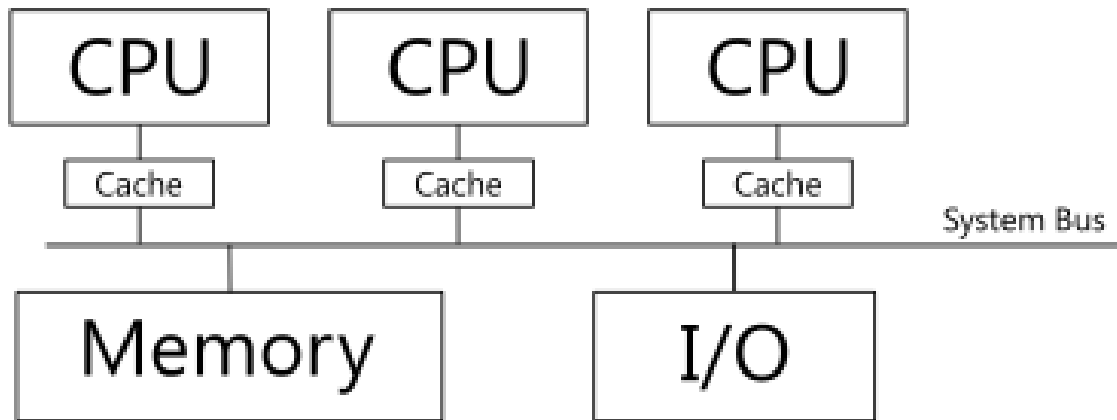 CPU CPU CPU
Cache Cache Cache
System Bus
Memory I/O